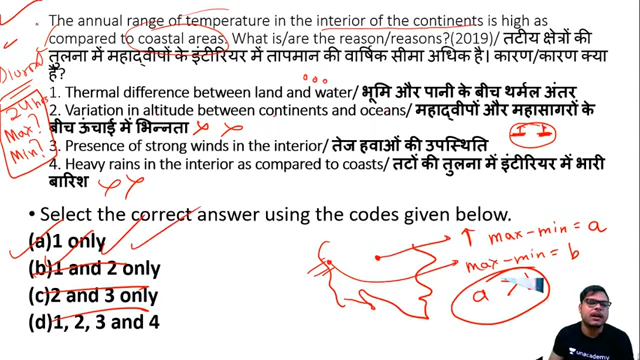 The annual range of temperature in the interior of the continents is high as
compared to coastal areas. What is/are the reason/reasons?(2019)/ तटीय क्षेत्रों की
तुलना में महाद्वीपों के इंटीरियर में तापमान की वार्षिक सीमा अधिक है। कारण/कारण क्या
है?
Diurnal
24 hrs
Max?
Min?
1. Thermal difference between land and water/ भूमि और पानी के बीच थर्मल अंतर
2. Variation in altitude between continents and oceans/ महाद्वीपों और महासागरों के
बीच ऊंचाई में भिन्नता
3. Presence of strong winds in the interior/ तेज हवाओं की उपस्थिति
4. Heavy rains in the interior as compared to coasts/ तटों की तुलना में इंटीरियर में भारी
बारिश
• Select the correct answer using the codes given below.
(a)1 only
(b)1 and 2 only
(c)2 and 3 only
(d)1, 2, 3 and 4
↑ max-min = a
max-min = b
a > b
unacademy